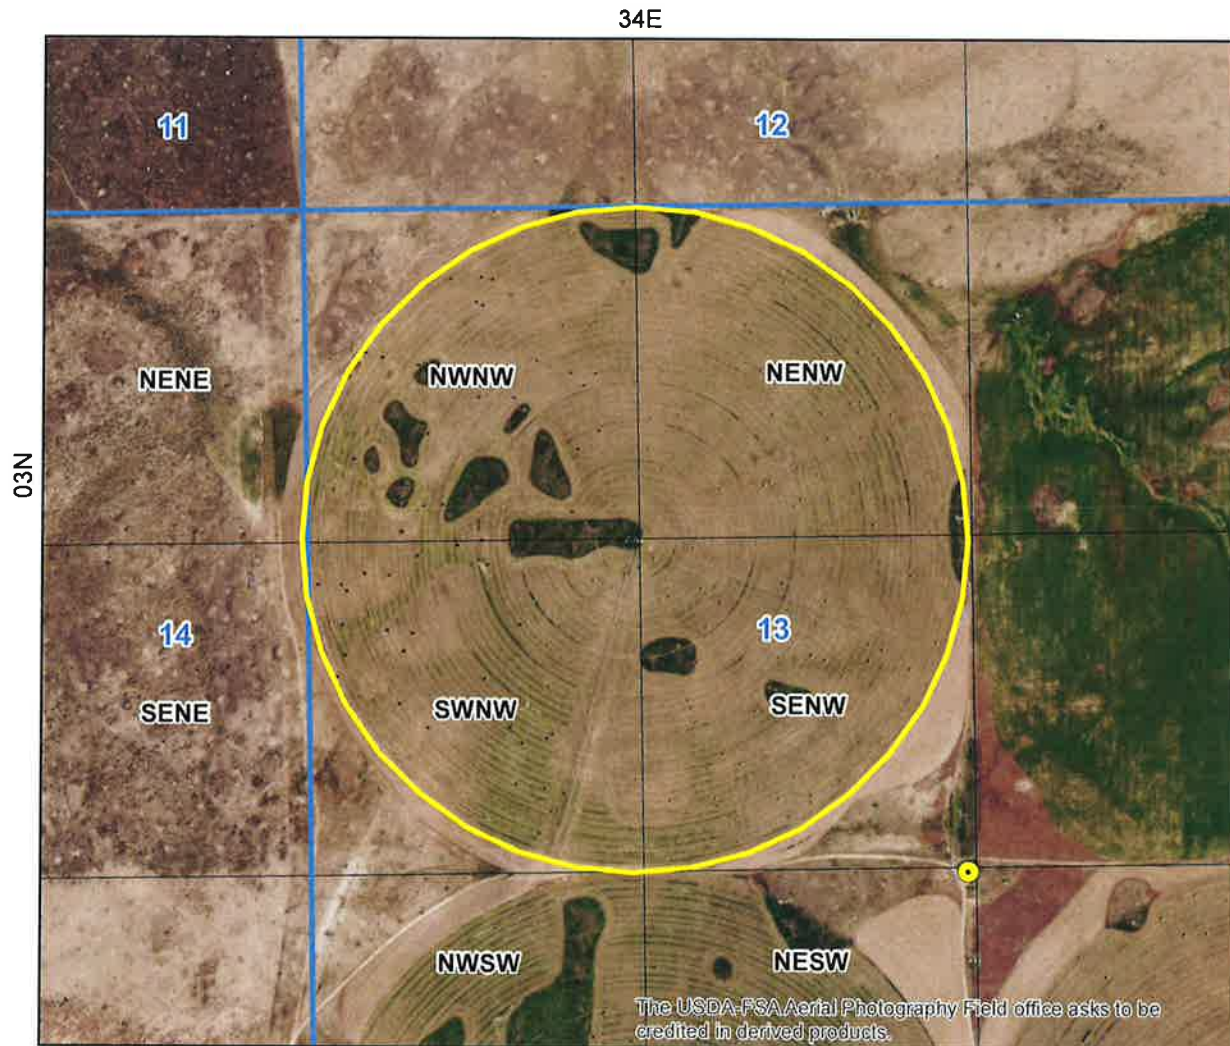 34E
11
12
NENE
NWNW
NENW
03N
14
13
SENE
SWNW
SENW
NWSW
NESW
The USDA-FSA Aerial Photography Field office asks to be
credited in derived products.